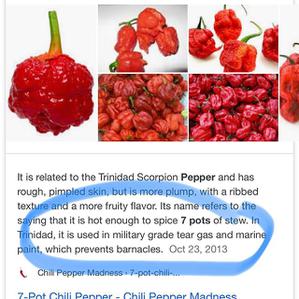 It is related to the Trinidad Scorpion Pepper and has
rough, pimpled skin, but is more plump, with a ribbed
texture and a more fruity flavor. Its name refers to the
saying that it is hot enough to spice 7 pots of stew. In
Trinidad, it is used in military grade tear gas and marine
paint, which prevents barnacles. Oct 23, 2013
Chili Pepper Madness › 7-pot-chili-...
7-Pot Chili Pepper - Chili Pepper Madness